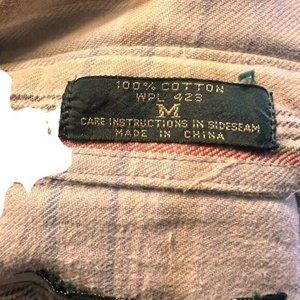 100% COTTON
WPL 423
M
CARE INSTRUCTIONS IN SIDESEAM
MADE IN CHINA